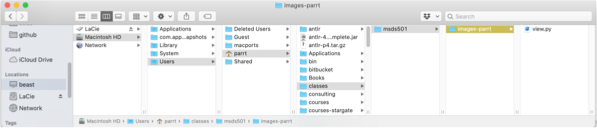 images-parrt
Search
github
iCloud
iCloud Drive
Locations
beast
LaCie
Network
Tags
LaCie
Macintosh HD
Network
Applications
com.app...apshots
Library
System
Users
Deleted Users
Guest
macports
parrt
Shared
antlr
antlr-4....mplete.jar
antlr-p4.tar.gz
Applications
bin
bitbucket
Books
classes
consulting
courses
courses-stargate
msds501
images-parrt
view.py
Macintosh HD > Users > parrt > classes > msds501 > images-parrt